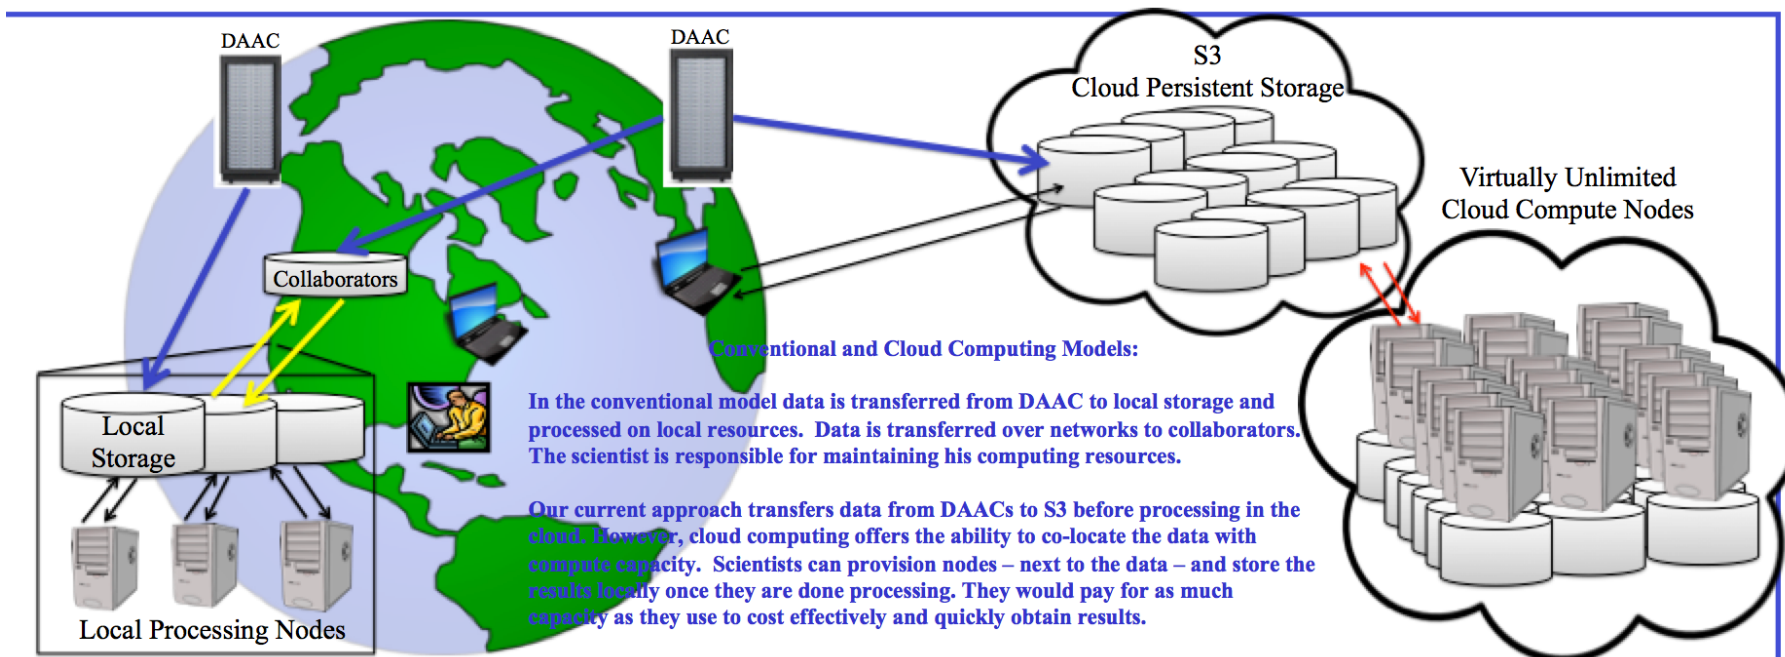 DAAC
DAAC
S3
Cloud Persistent Storage
Virtually Unlimited
Cloud Compute Nodes
Collaborators
Local
Storage
Local Processing Nodes
Conventional and Cloud Computing Models:
In the conventional model data is transferred from DAAC to local storage and
processed on local resources.  Data is transferred over networks to collaborators.
The scientist is responsible for maintaining his computing resources.
Our current approach transfers data from DAACs to S3 before processing in the
cloud. However, cloud computing offers the ability to co-locate the data with
compute capacity.  Scientists can provision nodes – next to the data – and store the
results locally once they are done processing. They would pay for as much
capacity as they use to cost effectively and quickly obtain results.